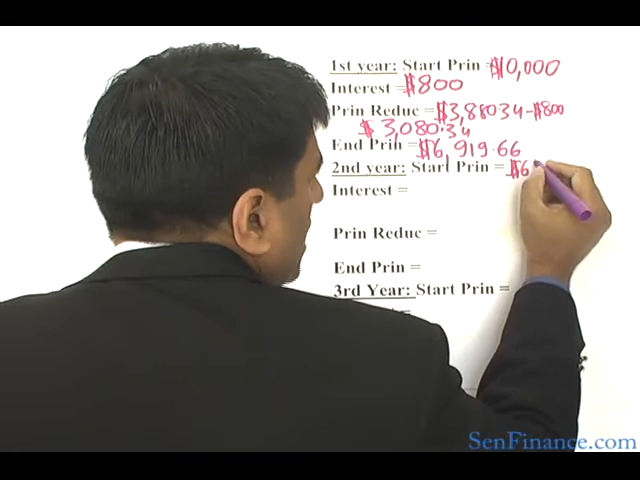 1st year: Start Prin = $10,000
Interest = $800
Prin Reduc = $3,880.34 - $800
$3,080.34
End Prin = $6,919.66
2nd year: Start Prin = $6
Interest =
Prin Reduc =
End Prin =
3rd Year: Start Prin =
SenFinance.com